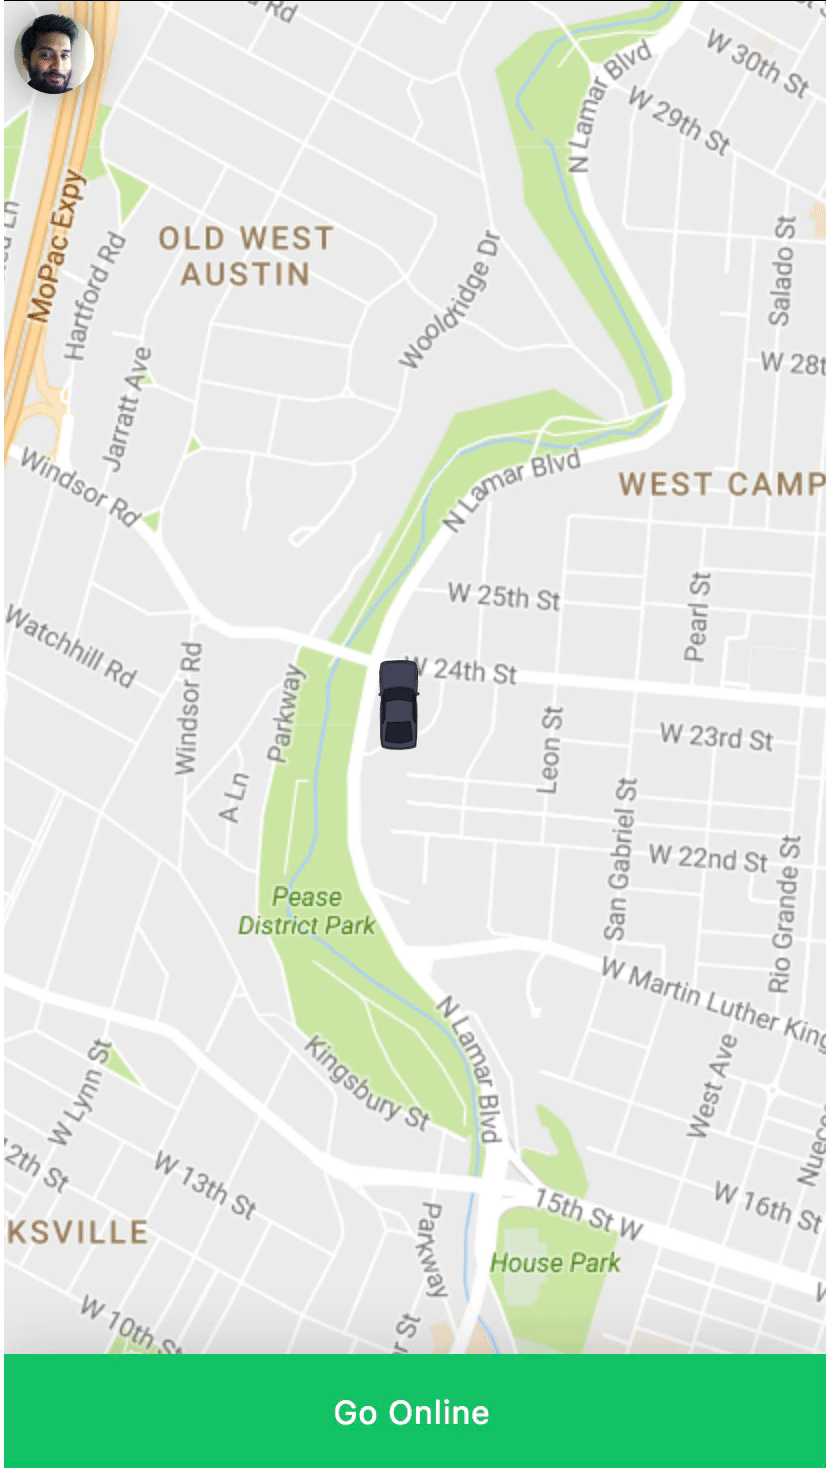 Rd
N Lamar Blvd
W 30th St
W 29th St
MoPac Expy
OLD WEST
AUSTIN
Hartford Rd
Wooldridge Dr
Salado St
W 28t
Jarratt Ave
Windsor Rd
N Lamar Blvd
WEST CAMP
W 25th St
Pearl St
Watchhill Rd
Windsor Rd
Parkway
W 24th St
Leon St
W 23rd St
A Ln
San Gabriel St
W 22nd St
Rio Grande St
Pease
District Park
W Martin Luther King
N Lamar Blvd
Kingsbury St
W Lynn St
West Ave
Nueces
12th St
W 13th St
15th St W
W 16th St
KSVILLE
Parkway
House Park
W 10th St
r St
Go Online